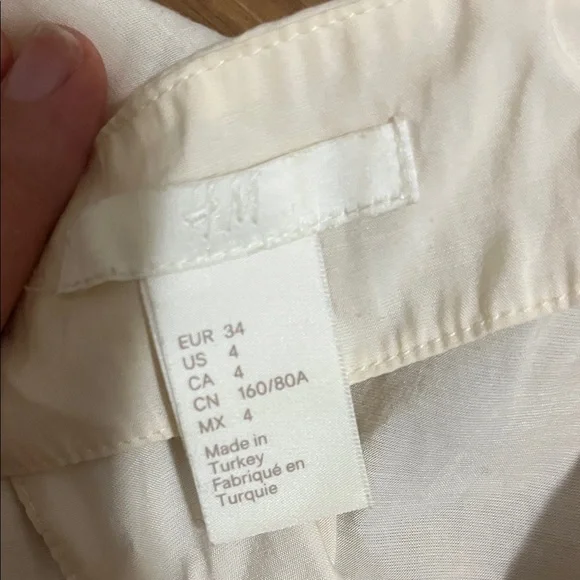 H&M
EUR 34
US 4
CA 4
CN 160/80A
MX 4
Made in
Turkey
Fabriqué en
Turquie